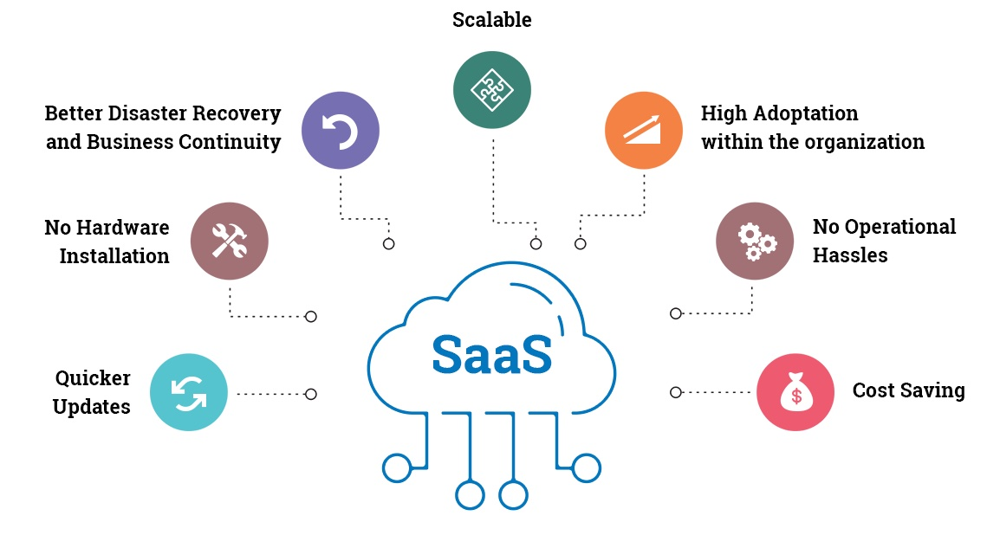 Scalable
Better Disaster Recovery
and Business Continuity
High Adoptation
within the organization
No Hardware
Installation
No Operational
Hassles
SaaS
Quicker
Updates
$
Cost Saving